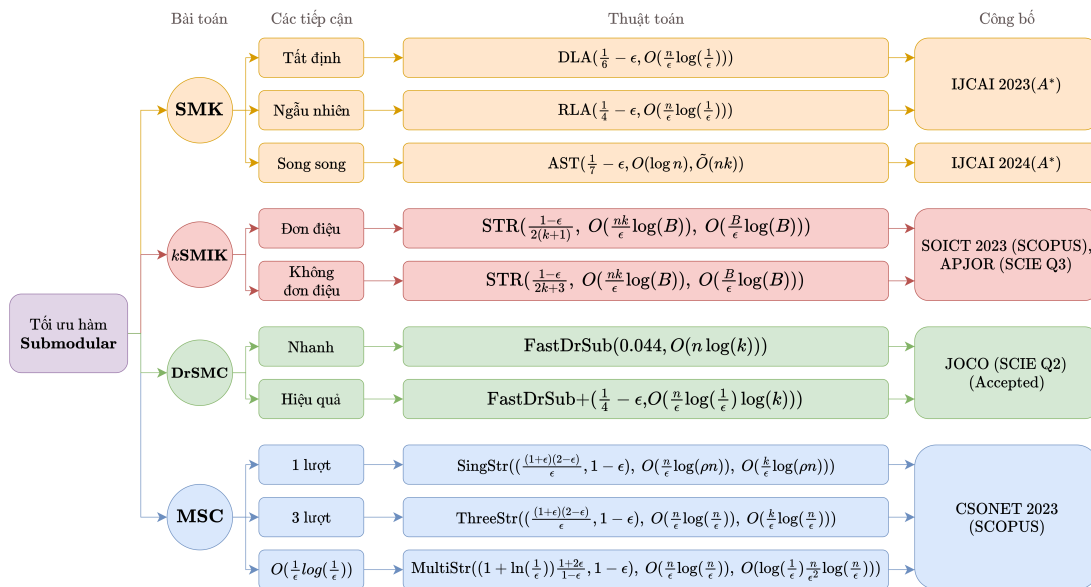 Bài toán
Các tiếp cận
Thuật toán
Công bố
Tối ưu hàm
Submodular
SMK
Tất định
DLA(1/6 − ϵ, O(n/ϵ log(1/ϵ)))
Ngẫu nhiên
RLA(1/4 − ϵ, O(n/ϵ log(1/ϵ)))
IJCAI 2023(A*)
Song song
AST(1/7 − ϵ, O(log n), Õ(nk))
IJCAI 2024(A*)
kSMIK
Đơn điệu
STR((1−ϵ)/(2(k+1)), O(nk/ϵ log(B)), O(B/ϵ log(B)))
Không
đơn điệu
STR((1−ϵ)/(2k+3), O(nk/ϵ log(B)), O(B/ϵ log(B)))
SOICT 2023 (SCOPUS),
APJOR (SCIE Q3)
DrSMC
Nhanh
FastDrSub(0.044, O(n log(k)))
Hiệu quả
FastDrSub+(1/4 − ϵ,O(n/ϵ log(1/ϵ) log(k)))
JOCO (SCIE Q2)
(Accepted)
MSC
1 lượt
SingStr(((1+ϵ)(2−ϵ)/ϵ, 1 − ϵ), O(n/ϵ log(ρn)), O(k/ϵ log(ρn)))
3 lượt
ThreeStr(((1+ϵ)(2−ϵ)/ϵ, 1 − ϵ), O(n/ϵ log(n/ϵ)), O(k/ϵ log(n/ϵ)))
O(1/ϵ log(1/ϵ))
MultiStr((1 + ln(1/ϵ)) (1+2ϵ)/(1−ϵ), 1 − ϵ), O(n/ϵ log(n/ϵ)), O(log(1/ϵ) n/ϵ² log(n/ϵ)))
CSONET 2023
(SCOPUS)